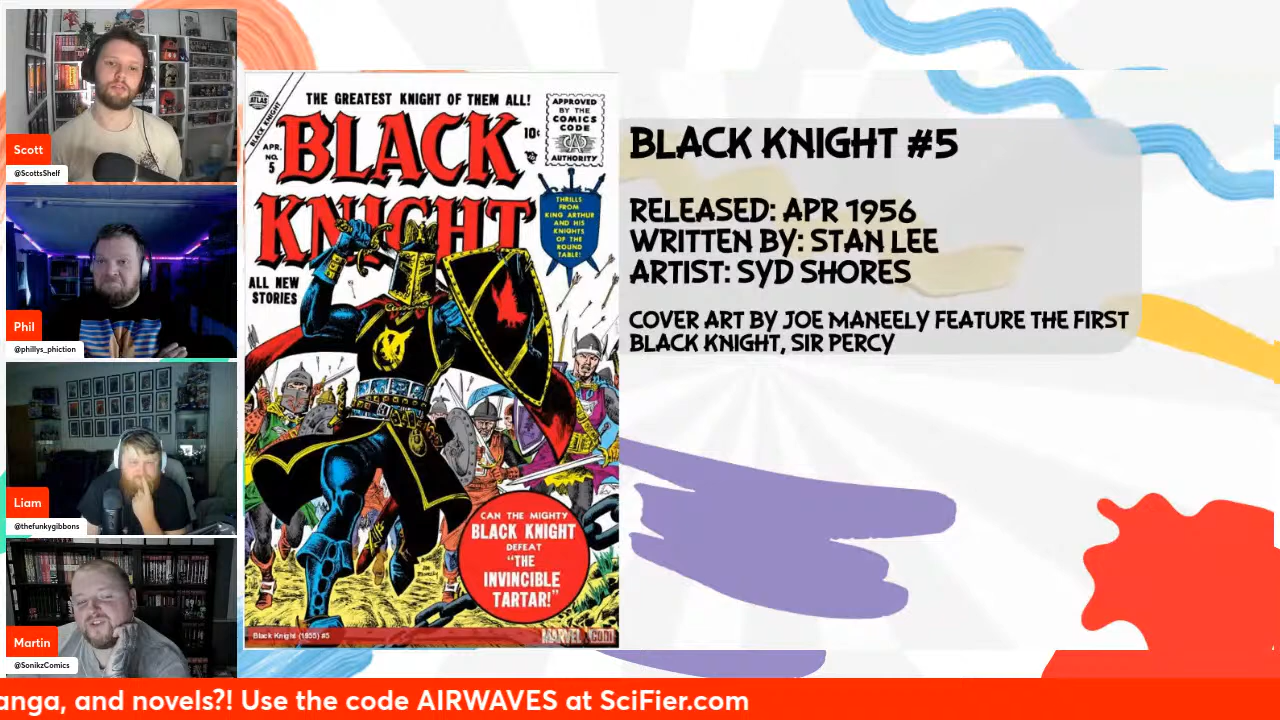 Scott
@ScottsShelf
Phil
@phillys_phiction
Liam
@thefunkygibbons
Martin
@SonikzComics
ATLAS
BLACK KNIGHT
APR.
NO.
5
THE GREATEST KNIGHT OF THEM ALL!
BLACK
KNIGHT
10¢
APPROVED
BY THE
COMICS
CODE
CA
AUTHORITY
THRILLS
FROM
KING ARTHUR
AND HIS
KNIGHTS
OF THE
ROUND
TABLE!
ALL NEW
STORIES
CAN THE MIGHTY
BLACK KNIGHT
DEFEAT
"THE
INVINCIBLE
TARTAR!"
JOE
MANEELY
Black Knight (1955) #5
MARVEL.COM
BLACK KNIGHT #5
RELEASED: APR 1956
WRITTEN BY: STAN LEE
ARTIST: SYD SHORES
COVER ART BY JOE MANEELY FEATURE THE FIRST
BLACK KNIGHT, SIR PERCY
anga, and novels?! Use the code AIRWAVES at SciFier.com